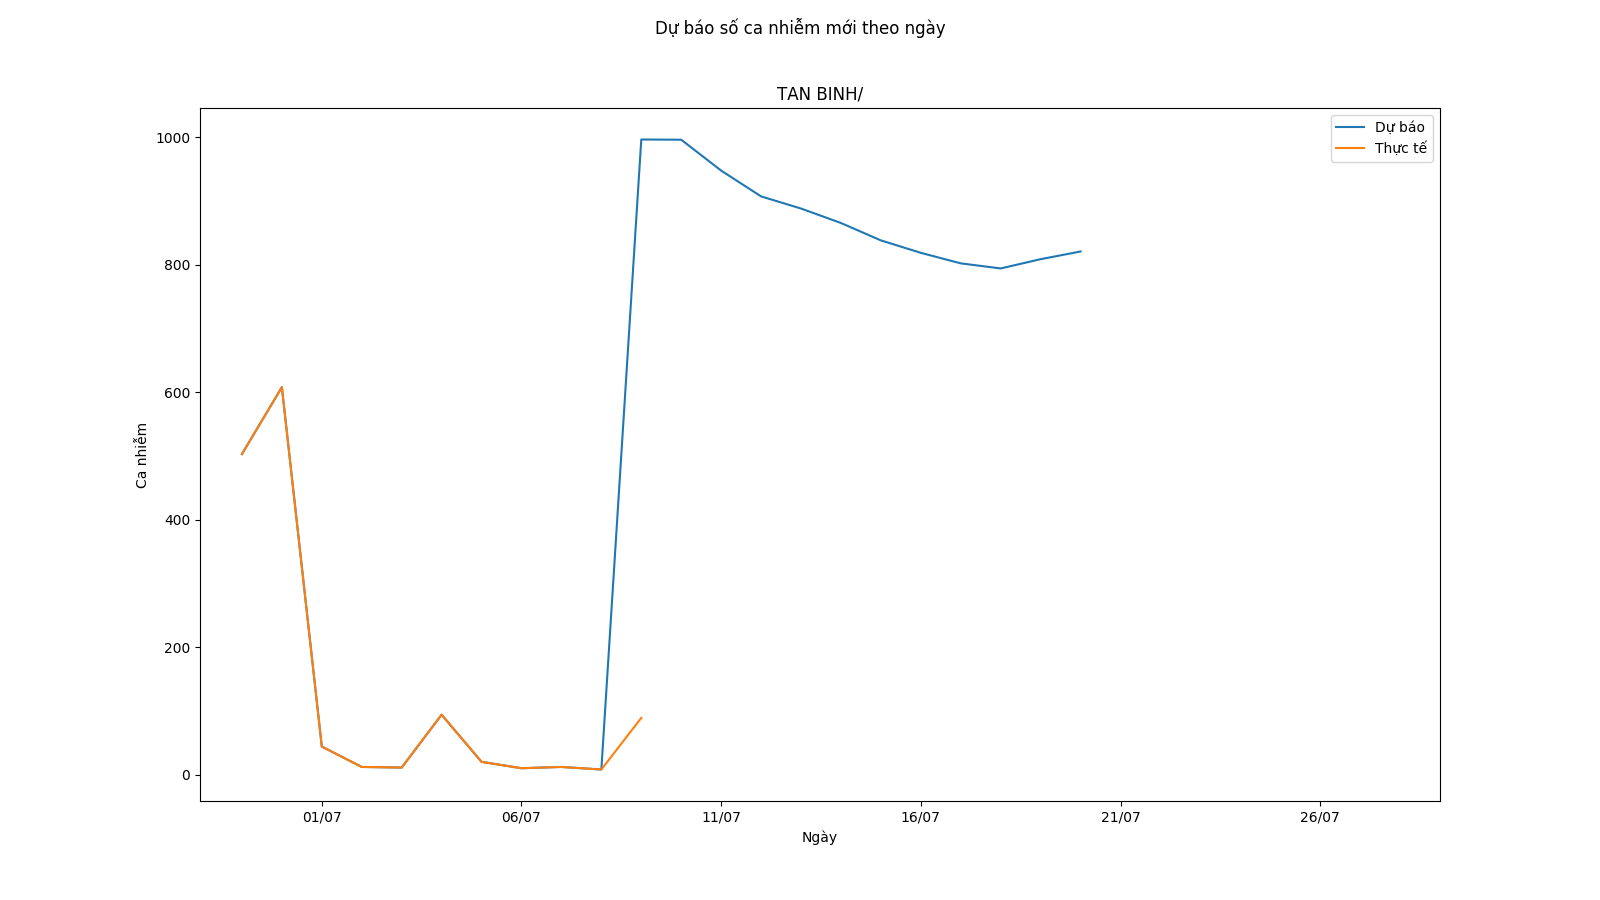 Dự báo số ca nhiễm mới theo ngày
TAN BINH/
Dự báo
Thực tế
1000
800
600
400
200
0
Ca nhiễm
01/07
06/07
11/07
16/07
21/07
26/07
Ngày